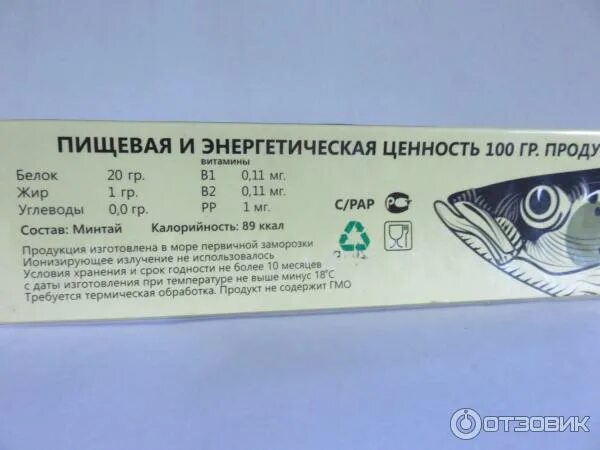 ПИЩЕВАЯ И ЭНЕРГЕТИЧЕСКАЯ ЦЕННОСТЬ 100 ГР. ПРОДУ
витамины
Белок 20 гр. В1 0,11 мг.
Жир 1 гр. В2 0,11 мг.
Углеводы 0,0 гр. РР 1 мг.
C/PAP
Состав: Минтай Калорийность: 89 ккал
Продукция изготовлена в море первичной заморозки
Ионизирующее излучение не использовалось
Условия хранения и срок годности не более 10 месяцев
с даты изготовления при температуре не выше минус 18°С
Требуется термическая обработка. Продукт не содержит ГМО
ОТЗОВИК